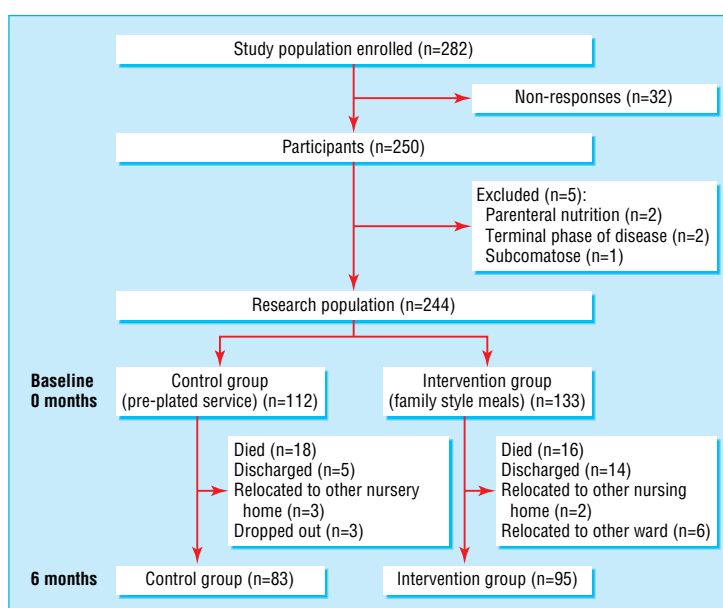 Study population enrolled (n=282)
Non-responses (n=32)
Participants (n=250)
Excluded (n=5):
Parenteral nutrition (n=2)
Terminal phase of disease (n=2)
Subcomatose (n=1)
Research population (n=244)
Baseline
0 months
Control group
(pre-plated service) (n=112)
Intervention group
(family style meals) (n=133)
Died (n=18)
Discharged (n=5)
Relocated to other nursery
home (n=3)
Dropped out (n=3)
Died (n=16)
Discharged (n=14)
Relocated to other nursing
home (n=2)
Relocated to other ward (n=6)
6 months
Control group (n=83)
Intervention group (n=95)